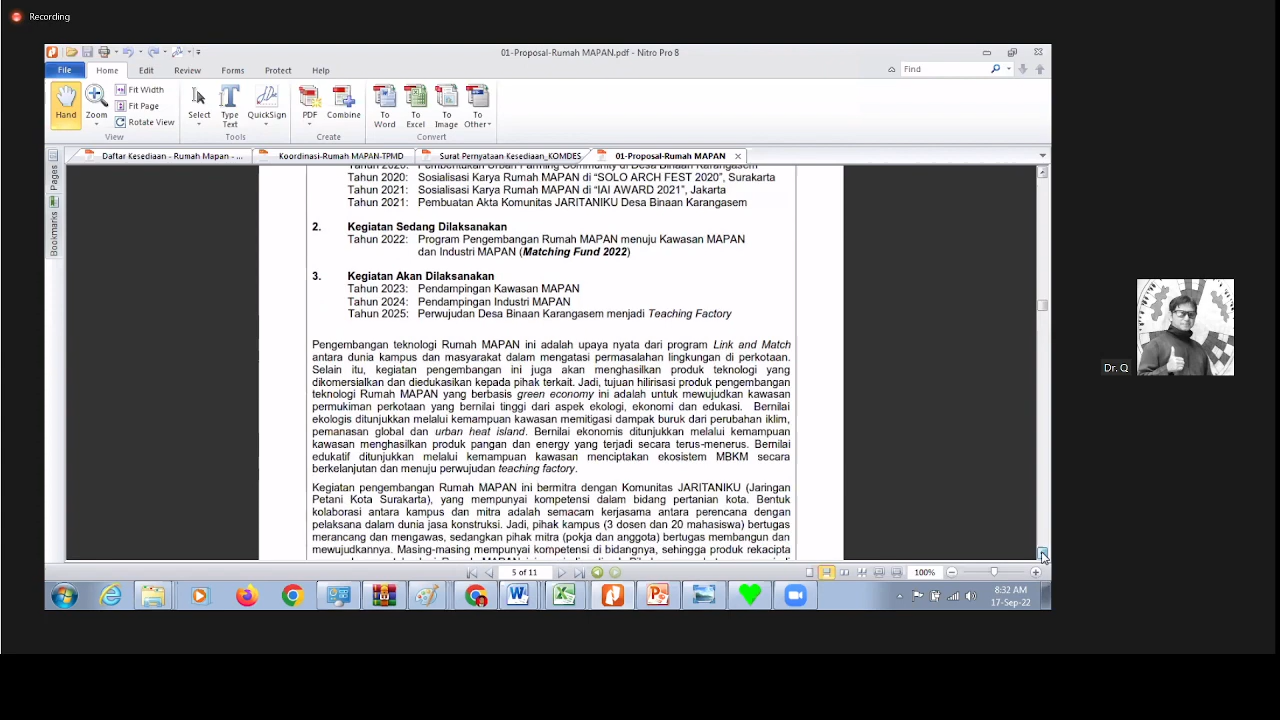 Recording
01-Proposal-Rumah MAPAN.pdf - Nitro Pro 8
File Home Edit Review Forms Protect Help
Find
Hand
Zoom
Fit Width
Fit Page
Rotate View
View
Select
Type Text
QuickSign
Tools
PDF
Combine
Create
To Word
To Excel
To Image
To Other
Convert
Daftar Kesediaan - Rumah Mapan - ...
Koordinasi-Rumah MAPAN-TPMD
Surat Pernyataan Kesediaan_KOMDES
01-Proposal-Rumah MAPAN
Pages
Bookmarks
Tahun 2020: Pembentukan Urban Farming Community di Desa Binaan Karangasem
Tahun 2020: Sosialisasi Karya Rumah MAPAN di “SOLO ARCH FEST 2020”, Surakarta
Tahun 2021: Sosialisasi Karya Rumah MAPAN di “IAI AWARD 2021”, Jakarta
Tahun 2021: Pembuatan Akta Komunitas JARITANIKU Desa Binaan Karangasem
2. Kegiatan Sedang Dilaksanakan
Tahun 2022: Program Pengembangan Rumah MAPAN menuju Kawasan MAPAN
dan Industri MAPAN (Matching Fund 2022)
3. Kegiatan Akan Dilaksanakan
Tahun 2023: Pendampingan Kawasan MAPAN
Tahun 2024: Pendampingan Industri MAPAN
Tahun 2025: Perwujudan Desa Binaan Karangasem menjadi Teaching Factory
Pengembangan teknologi Rumah MAPAN ini adalah upaya nyata dari program Link and Match
antara dunia kampus dan masyarakat dalam mengatasi permasalahan lingkungan di perkotaan.
Selain itu, kegiatan pengembangan ini juga akan menghasilkan produk teknologi yang
dikomersialkan dan diedukasikan kepada pihak terkait. Jadi, tujuan hilirisasi produk pengembangan
teknologi Rumah MAPAN yang berbasis green economy ini adalah untuk mewujudkan kawasan
permukiman perkotaan yang bernilai tinggi dari aspek ekologi, ekonomi dan edukasi. Bernilai
ekologis ditunjukkan melalui kemampuan kawasan memitigasi dampak buruk dari perubahan iklim,
pemanasan global dan urban heat island. Bernilai ekonomis ditunjukkan melalui kemampuan
kawasan menghasilkan produk pangan dan energy yang terjadi secara terus-menerus. Bernilai
edukatif ditunjukkan melalui kemampuan kawasan menciptakan ekosistem MBKM secara
berkelanjutan dan menuju perwujudan teaching factory.
Kegiatan pengembangan Rumah MAPAN ini bermitra dengan Komunitas JARITANIKU (Jaringan
Petani Kota Surakarta), yang mempunyai kompetensi dalam bidang pertanian kota. Bentuk
kolaborasi antara kampus dan mitra adalah semacam kerjasama antara perencana dengan
pelaksana dalam dunia jasa konstruksi. Jadi, pihak kampus (3 dosen dan 20 mahasiswa) bertugas
merancang dan mengawas, sedangkan pihak mitra (pokja dan anggota) bertugas membangun dan
mewujudkannya. Masing-masing mempunyai kompetensi di bidangnya, sehingga produk rekacipta
5 of 11
100%
8:32 AM
17-Sep-22
Dr. Q